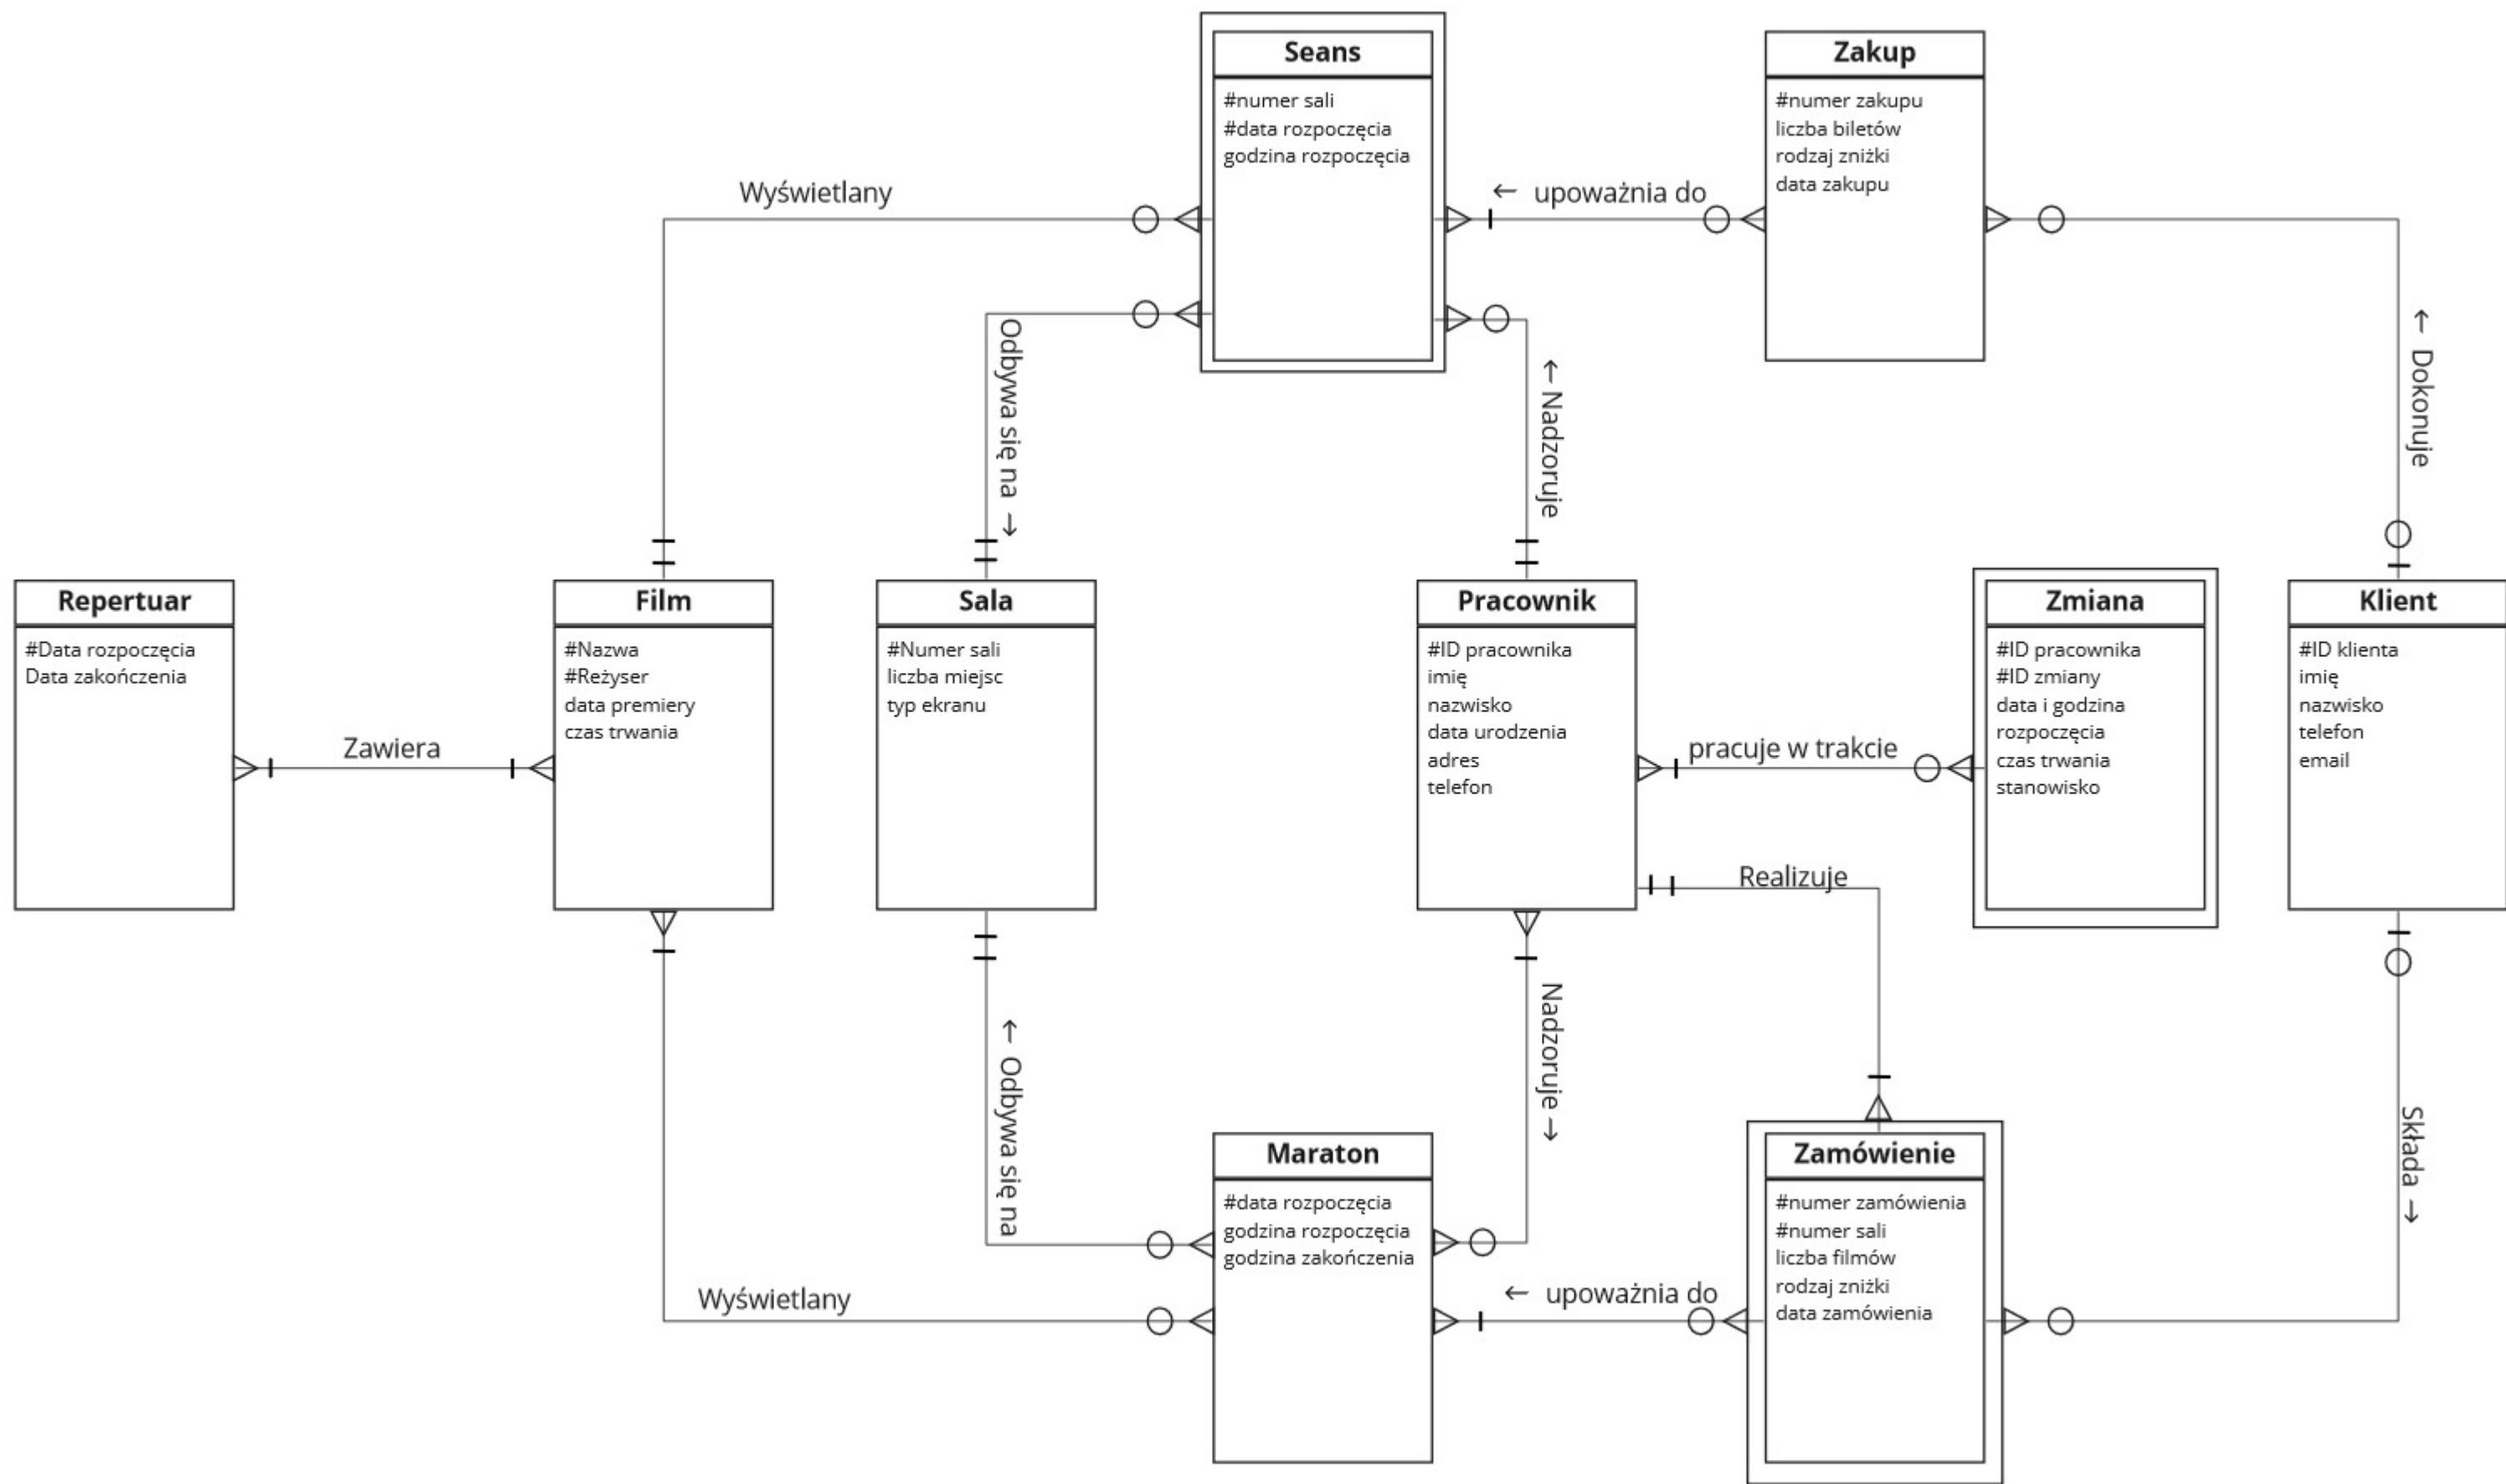 Seans
#numer sali
#data rozpoczęcia
godzina rozpoczęcia
Zakup
#numer zakupu
liczba biletów
rodzaj zniżki
data zakupu
Wyświetlany
← upoważnia do
Odbywa się na →
← Nadzoruje
← Dokonuje
Repertuar
#Data rozpoczęcia
Data zakończenia
Zawiera
Film
#Nazwa
#Reżyser
data premiery
czas trwania
Sala
#Numer sali
liczba miejsc
typ ekranu
Pracownik
#ID pracownika
imię
nazwisko
data urodzenia
adres
telefon
pracuje w trakcie
Zmiana
#ID pracownika
#ID zmiany
data i godzina
rozpoczęcia
czas trwania
stanowisko
Klient
#ID klienta
imię
nazwisko
telefon
email
Realizuje
← Odbywa się na
Nadzoruje →
Składa →
Wyświetlany
Maraton
#data rozpoczęcia
godzina rozpoczęcia
godzina zakończenia
← upoważnia do
Zamówienie
#numer zamówienia
#numer sali
liczba filmów
rodzaj zniżki
data zamówienia